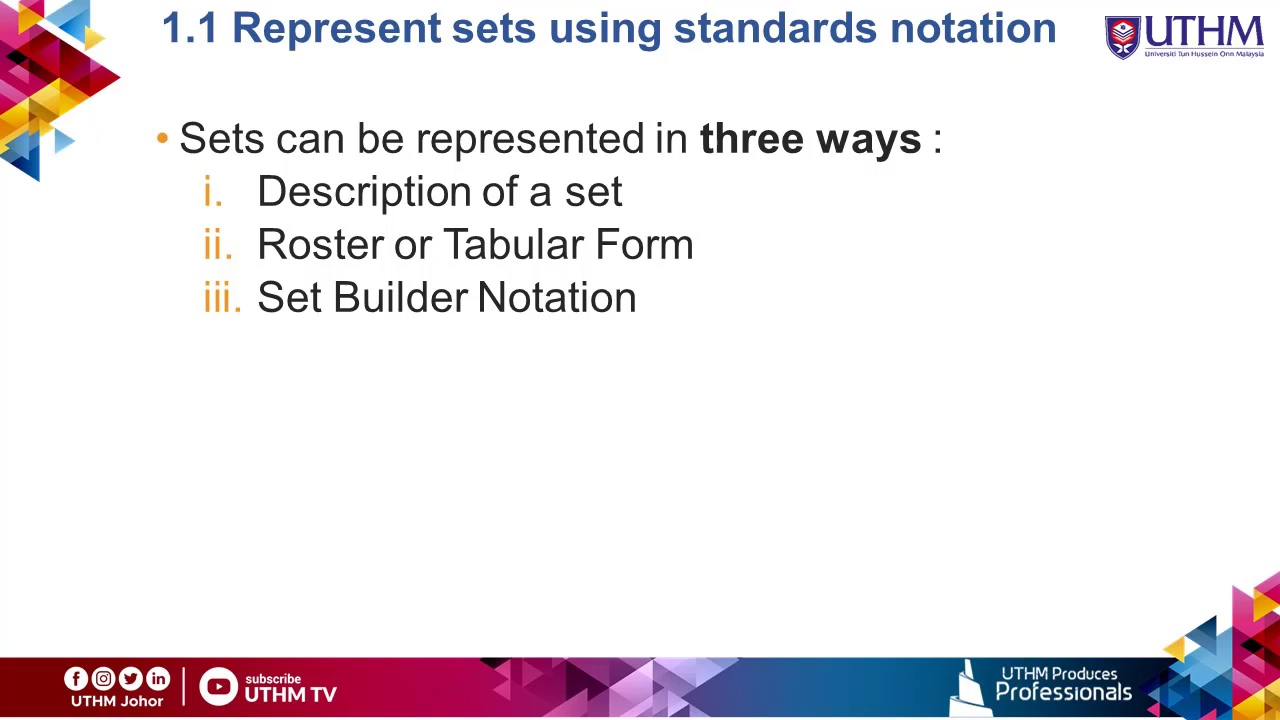 1.1 Represent sets using standards notation
UTHM
Universiti Tun Hussein Onn Malaysia
• Sets can be represented in three ways :
i. Description of a set
ii. Roster or Tabular Form
iii. Set Builder Notation
UTHM Johor
subscribe
UTHM TV
UTHM Produces
Professionals